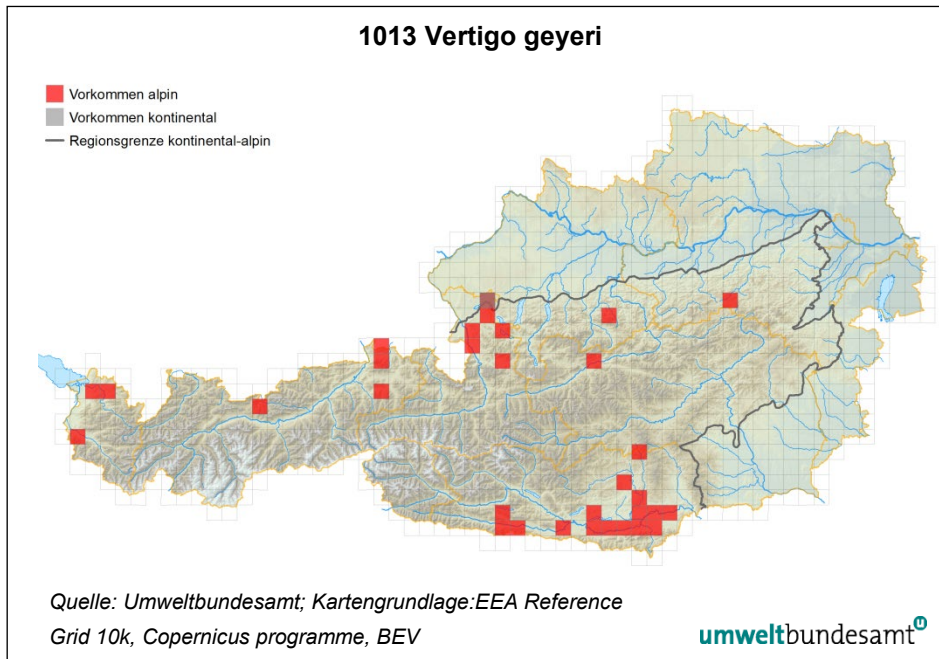 1013 Vertigo geyeri
Vorkommen alpin
Vorkommen kontinental
Regionsgrenze kontinental-alpin
Quelle: Umweltbundesamt; Kartengrundlage:EEA Reference
Grid 10k, Copernicus programme, BEV
umweltbundesamt U